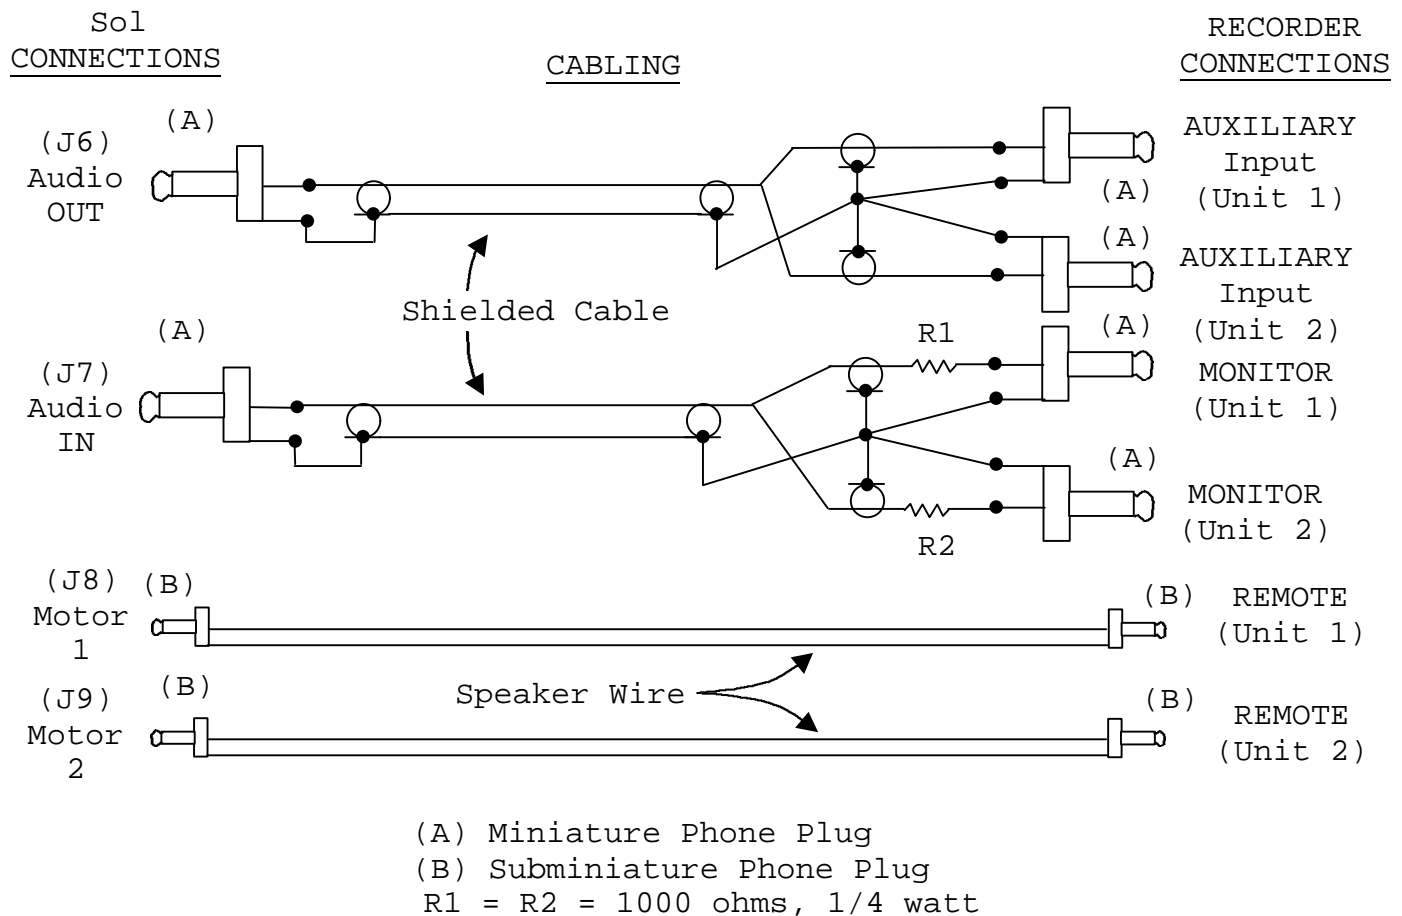 Sol
CONNECTIONS
CABLING
RECORDER
CONNECTIONS
(J6)
Audio
OUT
(A)
AUXILIARY
Input
(Unit 1)
(A)
(A)
AUXILIARY
Input
(Unit 2)
Shielded Cable
(J7)
Audio
IN
(A)
R1
(A)
MONITOR
(Unit 1)
R2
(A)
MONITOR
(Unit 2)
(J8)
Motor
1
(B)
(B)
REMOTE
(Unit 1)
Speaker Wire
(J9)
Motor
2
(B)
(B)
REMOTE
(Unit 2)
(A) Miniature Phone Plug
(B) Subminiature Phone Plug
R1 = R2 = 1000 ohms, 1/4 watt